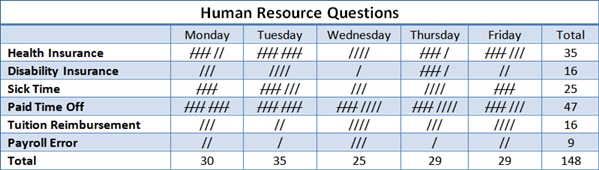 Human Resource Questions
Monday Tuesday Wednesday Thursday Friday Total
Health Insurance 𝍸 // 𝍸 𝍸 //// 𝍸 / 𝍸 /// 35
Disability Insurance /// //// / 𝍸 / // 16
Sick Time 𝍸 𝍸 /// /// //// 𝍸 25
Paid Time Off 𝍸 𝍸 𝍸 𝍸 𝍸 //// 𝍸 //// 𝍸 /// 47
Tuition Reimbursement /// // //// /// //// 16
Payroll Error // / /// / // 9
Total 30 35 25 29 29 148